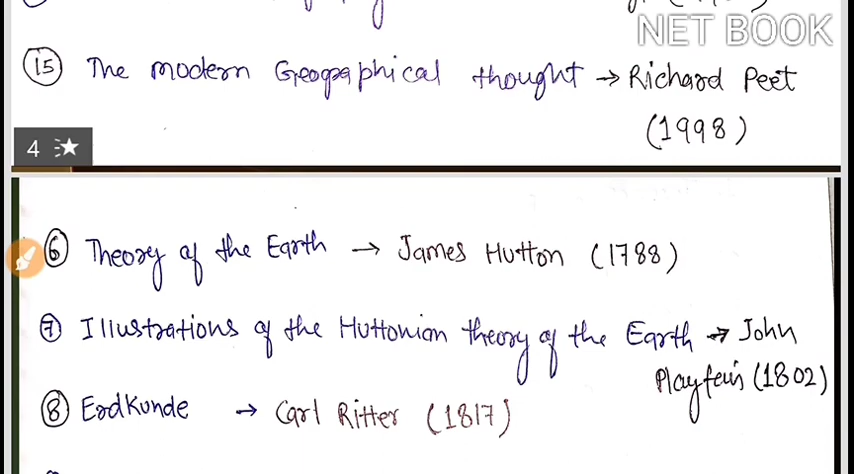 NET BOOK
15 The modern Geographical thought → Richard Peet
(1998)
4
6 Theory of the Earth → James Hutton (1788)
7 Illustrations of the Huttonian theory of the Earth → John
Playfair (1802)
8 Erdkunde → Carl Ritter (1817)